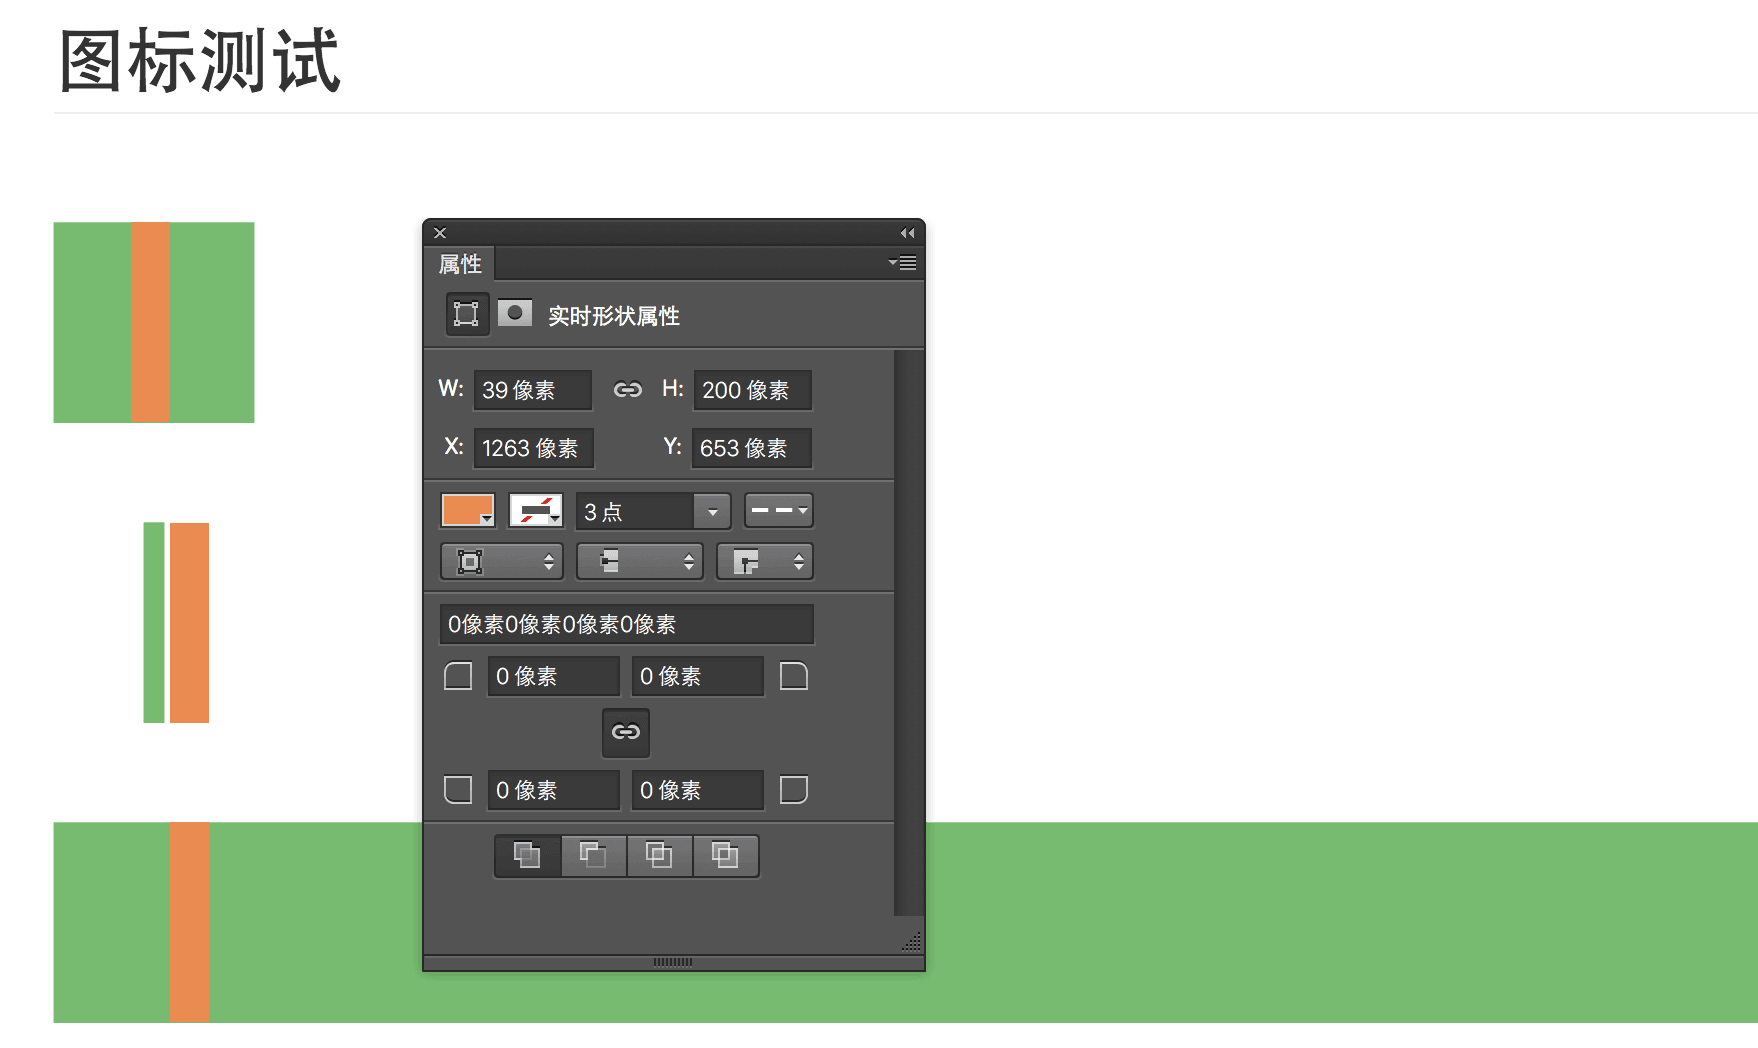 图标测试
属性
实时形状属性
W: 39 像素 H: 200 像素
X: 1263 像素 Y: 653 像素
3 点
0像素0像素0像素0像素
0 像素 0 像素
0 像素 0 像素